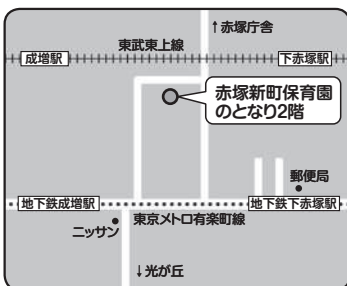 ↑赤塚庁舎
東武東上線
成増駅
下赤塚駅
赤塚新町保育園
のとなり2階
郵便局
地下鉄成増駅
地下鉄下赤塚駅
東京メトロ有楽町線
ニッサン
↓光が丘